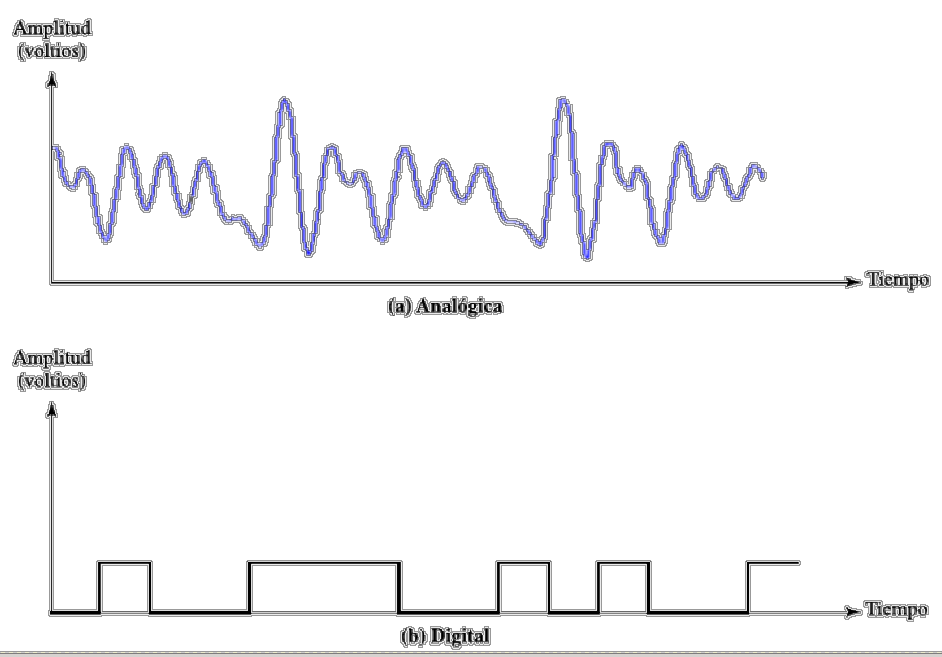 Amplitud
(voltios)
Tiempo
(a) Analógica
Amplitud
(voltios)
Tiempo
(b) Digital